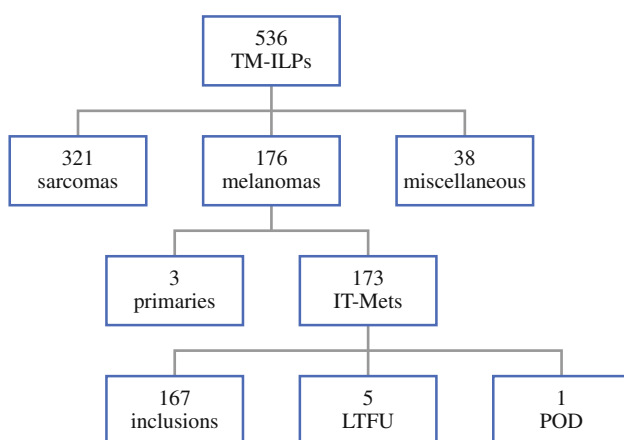 536
TM-ILPs
321
sarcomas
176
melanomas
38
miscellaneous
3
primaries
173
IT-Mets
167
inclusions
5
LTFU
1
POD